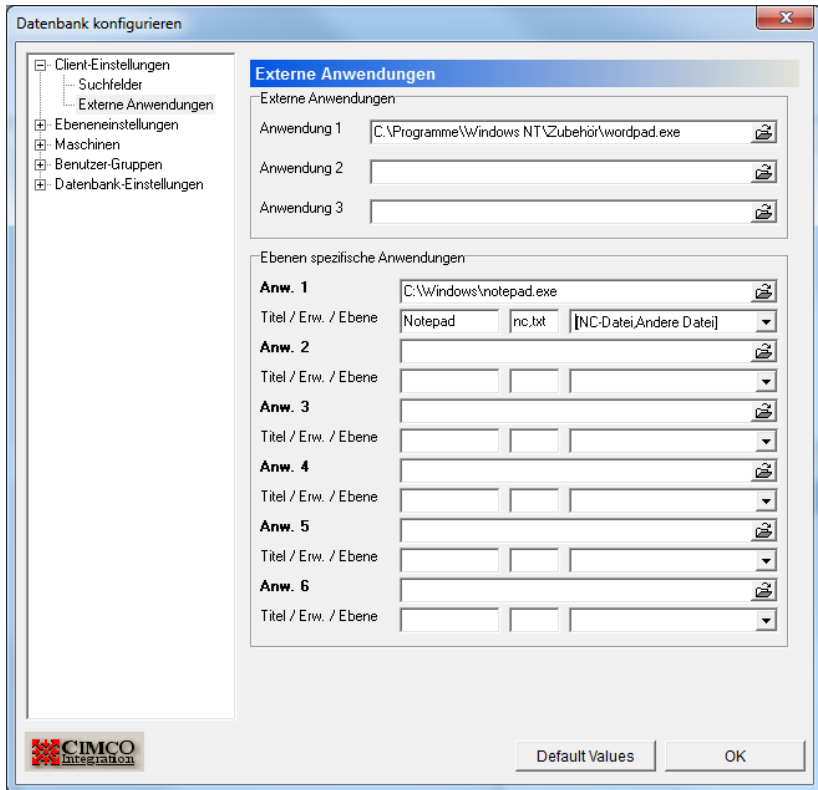 Datenbank konfigurieren
Client-Einstellungen
Suchfelder
Externe Anwendungen
Ebeneneinstellungen
Maschinen
Benutzer-Gruppen
Datenbank-Einstellungen
Externe Anwendungen
Externe Anwendungen
Anwendung 1 C:\Programme\Windows NT\Zubehör\wordpad.exe
Anwendung 2
Anwendung 3
Ebenen spezifische Anwendungen
Anw. 1 C:\Windows\notepad.exe
Titel / Erw. / Ebene Notepad nc,txt [NC-Datei,Andere Datei]
Anw. 2
Titel / Erw. / Ebene
Anw. 3
Titel / Erw. / Ebene
Anw. 4
Titel / Erw. / Ebene
Anw. 5
Titel / Erw. / Ebene
Anw. 6
Titel / Erw. / Ebene
CIMCO
Integration
Default Values OK